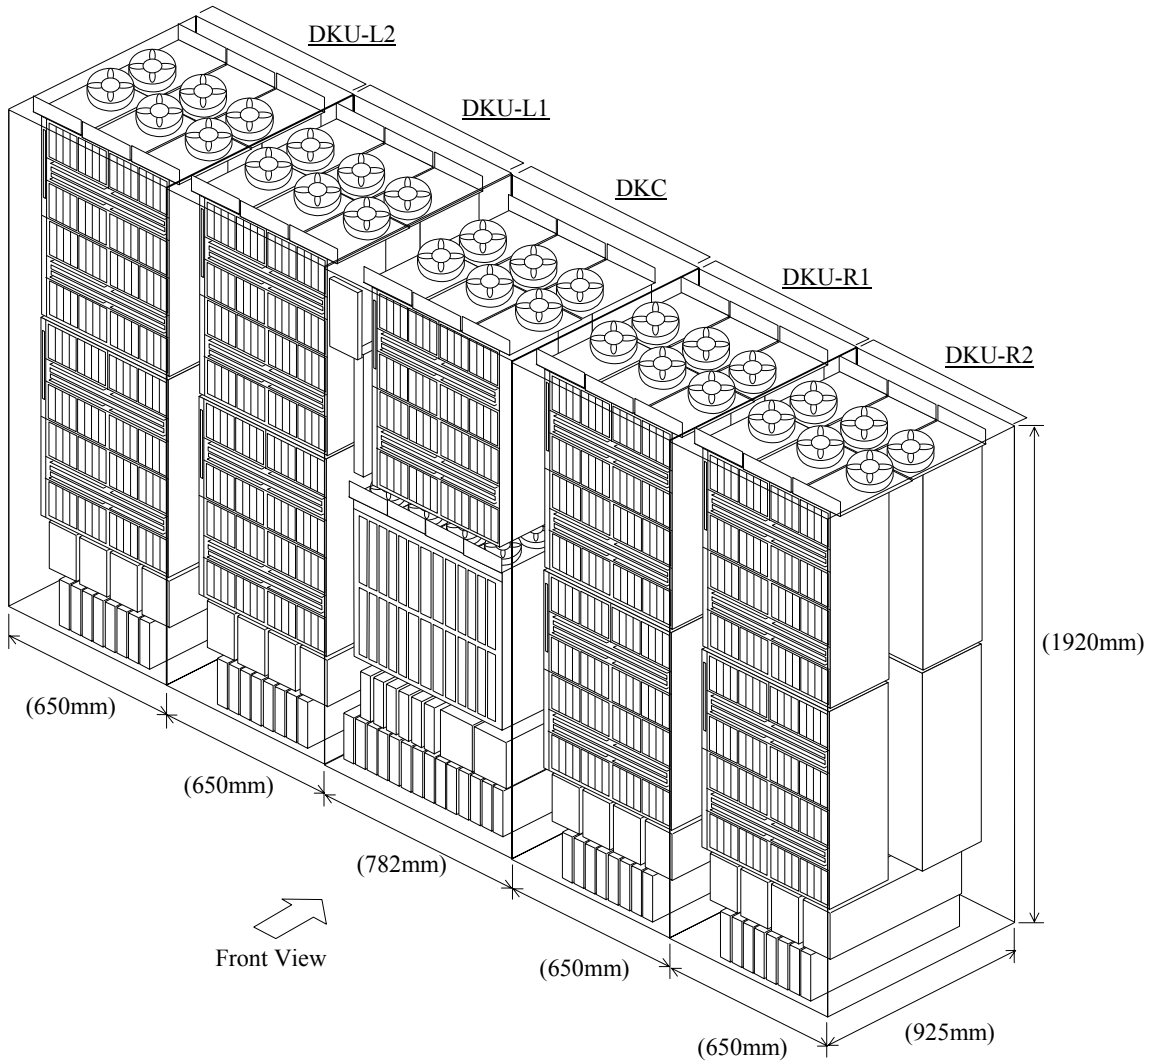 DKU-L2
DKU-L1
DKC
DKU-R1
DKU-R2
(1920mm)
(650mm)
(650mm)
(782mm)
Front View
(650mm)
(925mm)
(650mm)